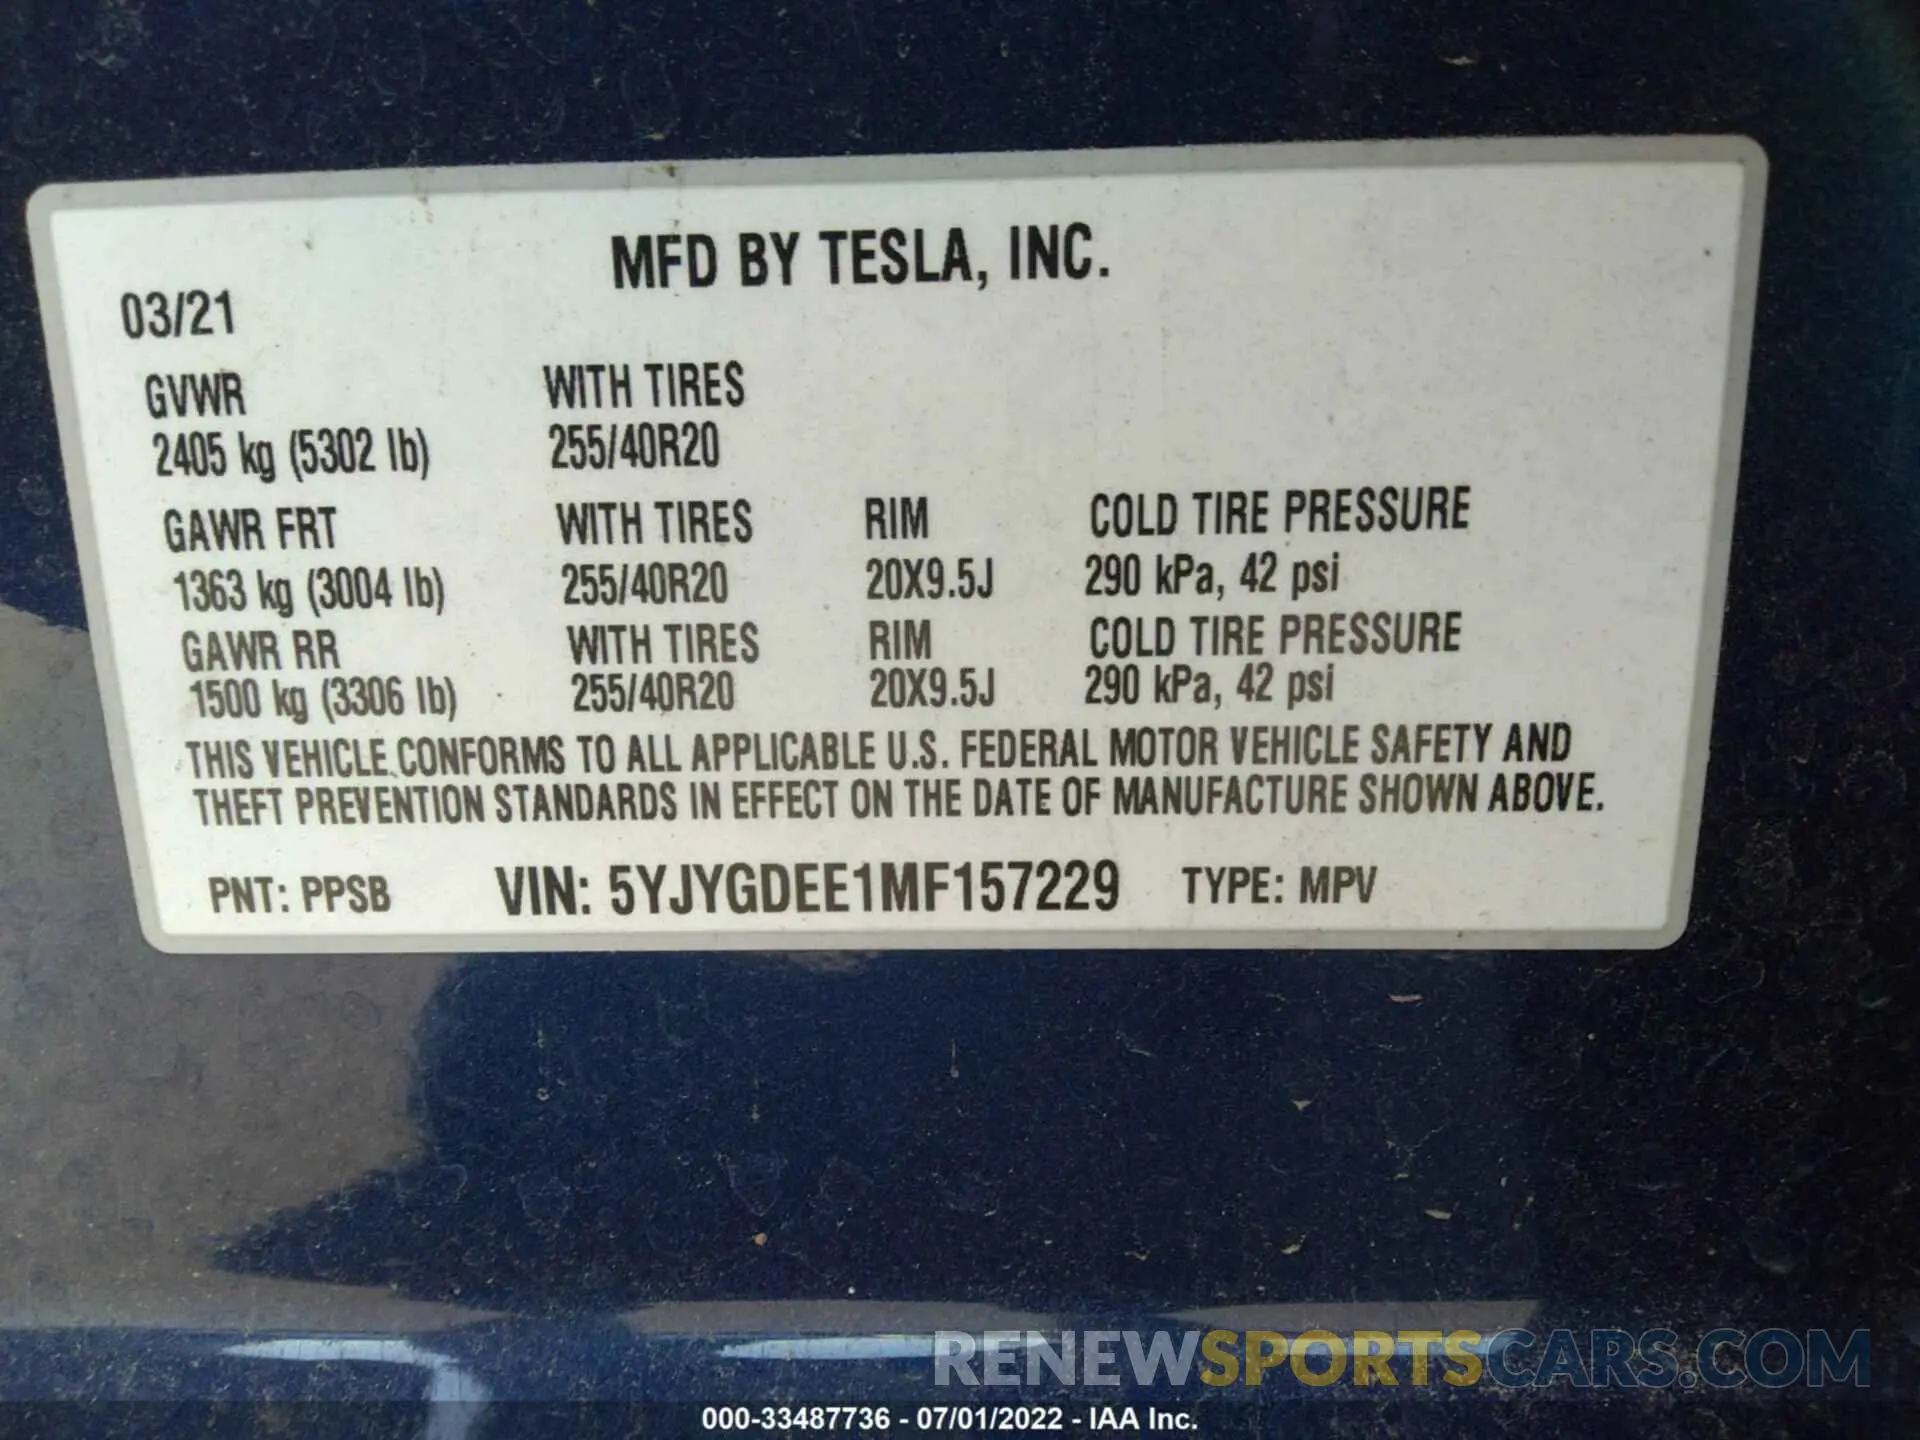 MFD BY TESLA, INC.
03/21
GVWR WITH TIRES
2405 kg (5302 lb) 255/40R20
GAWR FRT WITH TIRES RIM COLD TIRE PRESSURE
1363 kg (3004 lb) 255/40R20 20X9.5J 290 kPa, 42 psi
GAWR RR WITH TIRES RIM COLD TIRE PRESSURE
1500 kg (3306 lb) 255/40R20 20X9.5J 290 kPa, 42 psi
THIS VEHICLE CONFORMS TO ALL APPLICABLE U.S. FEDERAL MOTOR VEHICLE SAFETY AND
THEFT PREVENTION STANDARDS IN EFFECT ON THE DATE OF MANUFACTURE SHOWN ABOVE.
PNT: PPSB VIN: 5YJYGDEE1MF157229 TYPE: MPV
RENEWSPORTSCARS.COM
000-33487736 - 07/01/2022 - IAA Inc.